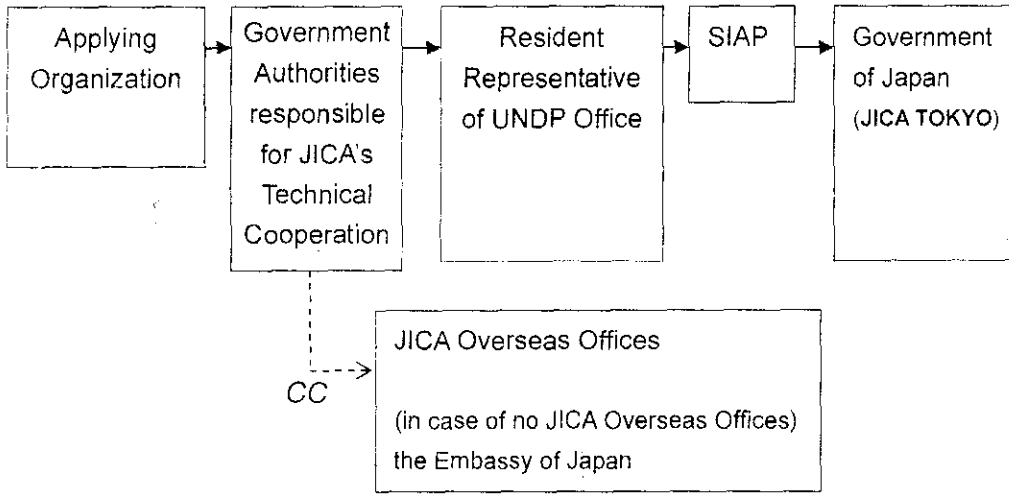 Applying
Organization
Government
Authorities
responsible
for JICA's
Technical
Cooperation
Resident
Representative
of UNDP Office
SIAP
Government
of Japan
(JICA TOKYO)
CC
JICA Overseas Offices
(in case of no JICA Overseas Offices)
the Embassy of Japan